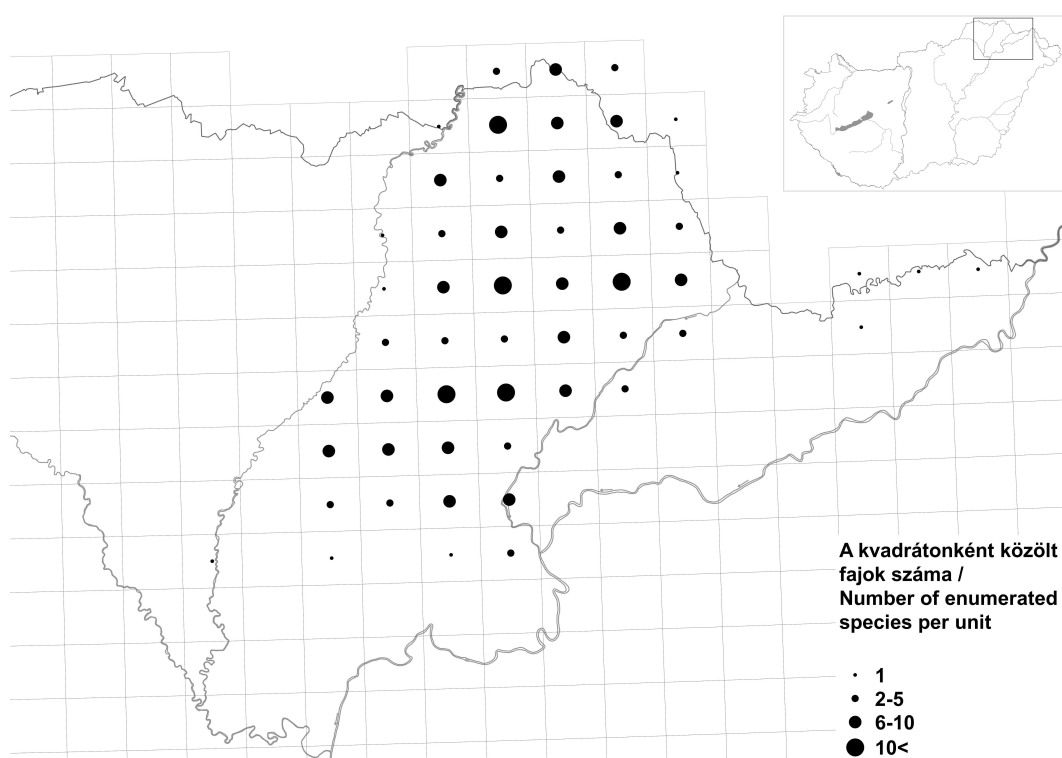 A kvadrátonként közölt
fajok száma /
Number of enumerated
species per unit
1
2-5
6-10
10<